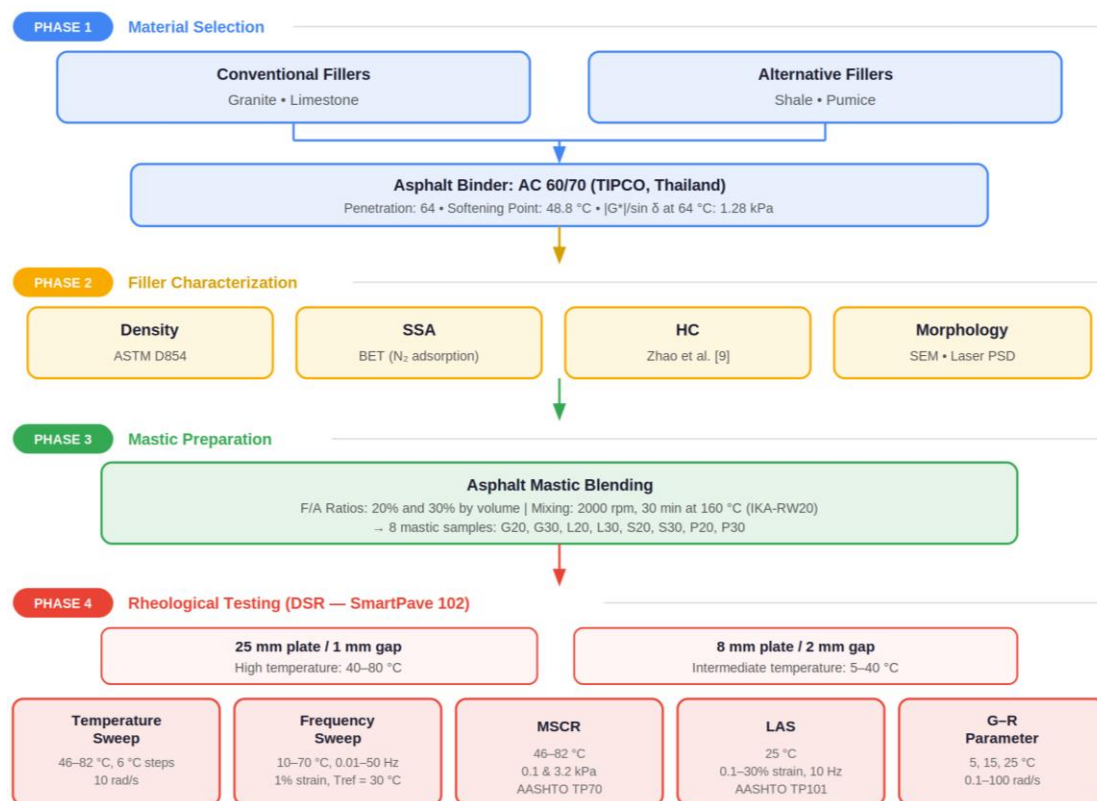 PHASE 1 Material Selection
Conventional Fillers
Granite • Limestone
Alternative Fillers
Shale • Pumice
Asphalt Binder: AC 60/70 (TIPCO, Thailand)
Penetration: 64 • Softening Point: 48.8 °C • |G*|/sin δ at 64 °C: 1.28 kPa
PHASE 2 Filler Characterization
Density
ASTM D854
SSA
BET (N₂ adsorption)
HC
Zhao et al. [9]
Morphology
SEM • Laser PSD
PHASE 3 Mastic Preparation
Asphalt Mastic Blending
F/A Ratios: 20% and 30% by volume | Mixing: 2000 rpm, 30 min at 160 °C (IKA-RW20)
→ 8 mastic samples: G20, G30, L20, L30, S20, S30, P20, P30
PHASE 4 Rheological Testing (DSR — SmartPave 102)
25 mm plate / 1 mm gap
High temperature: 40–80 °C
8 mm plate / 2 mm gap
Intermediate temperature: 5–40 °C
Temperature
Sweep
46–82 °C, 6 °C steps
10 rad/s
Frequency
Sweep
10–70 °C, 0.01–50 Hz
1% strain, Tref = 30 °C
MSCR
46–82 °C
0.1 & 3.2 kPa
AASHTO TP70
LAS
25 °C
0.1–30% strain, 10 Hz
AASHTO TP101
G–R
Parameter
5, 15, 25 °C
0.1–100 rad/s